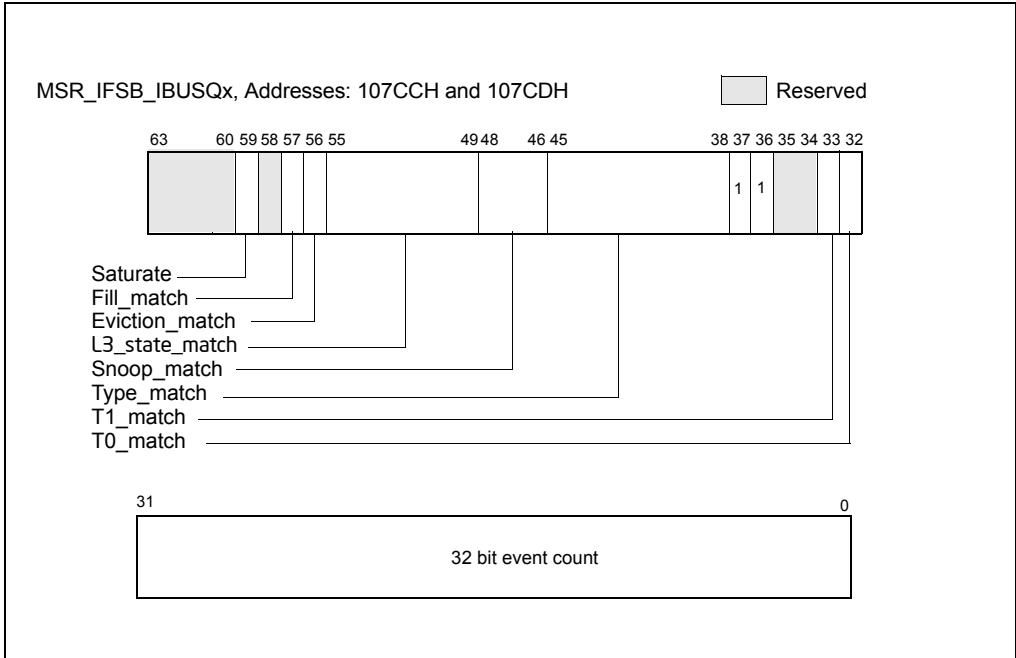 MSR_IFSB_IBUSQx, Addresses: 107CCH and 107CDH Reserved
63 60 59 58 57 56 55 49 48 46 45 38 37 36 35 34 33 32
1 1
Saturate
Fill_match
Eviction_match
L3_state_match
Snoop_match
Type_match
T1_match
T0_match
31 0
32 bit event count